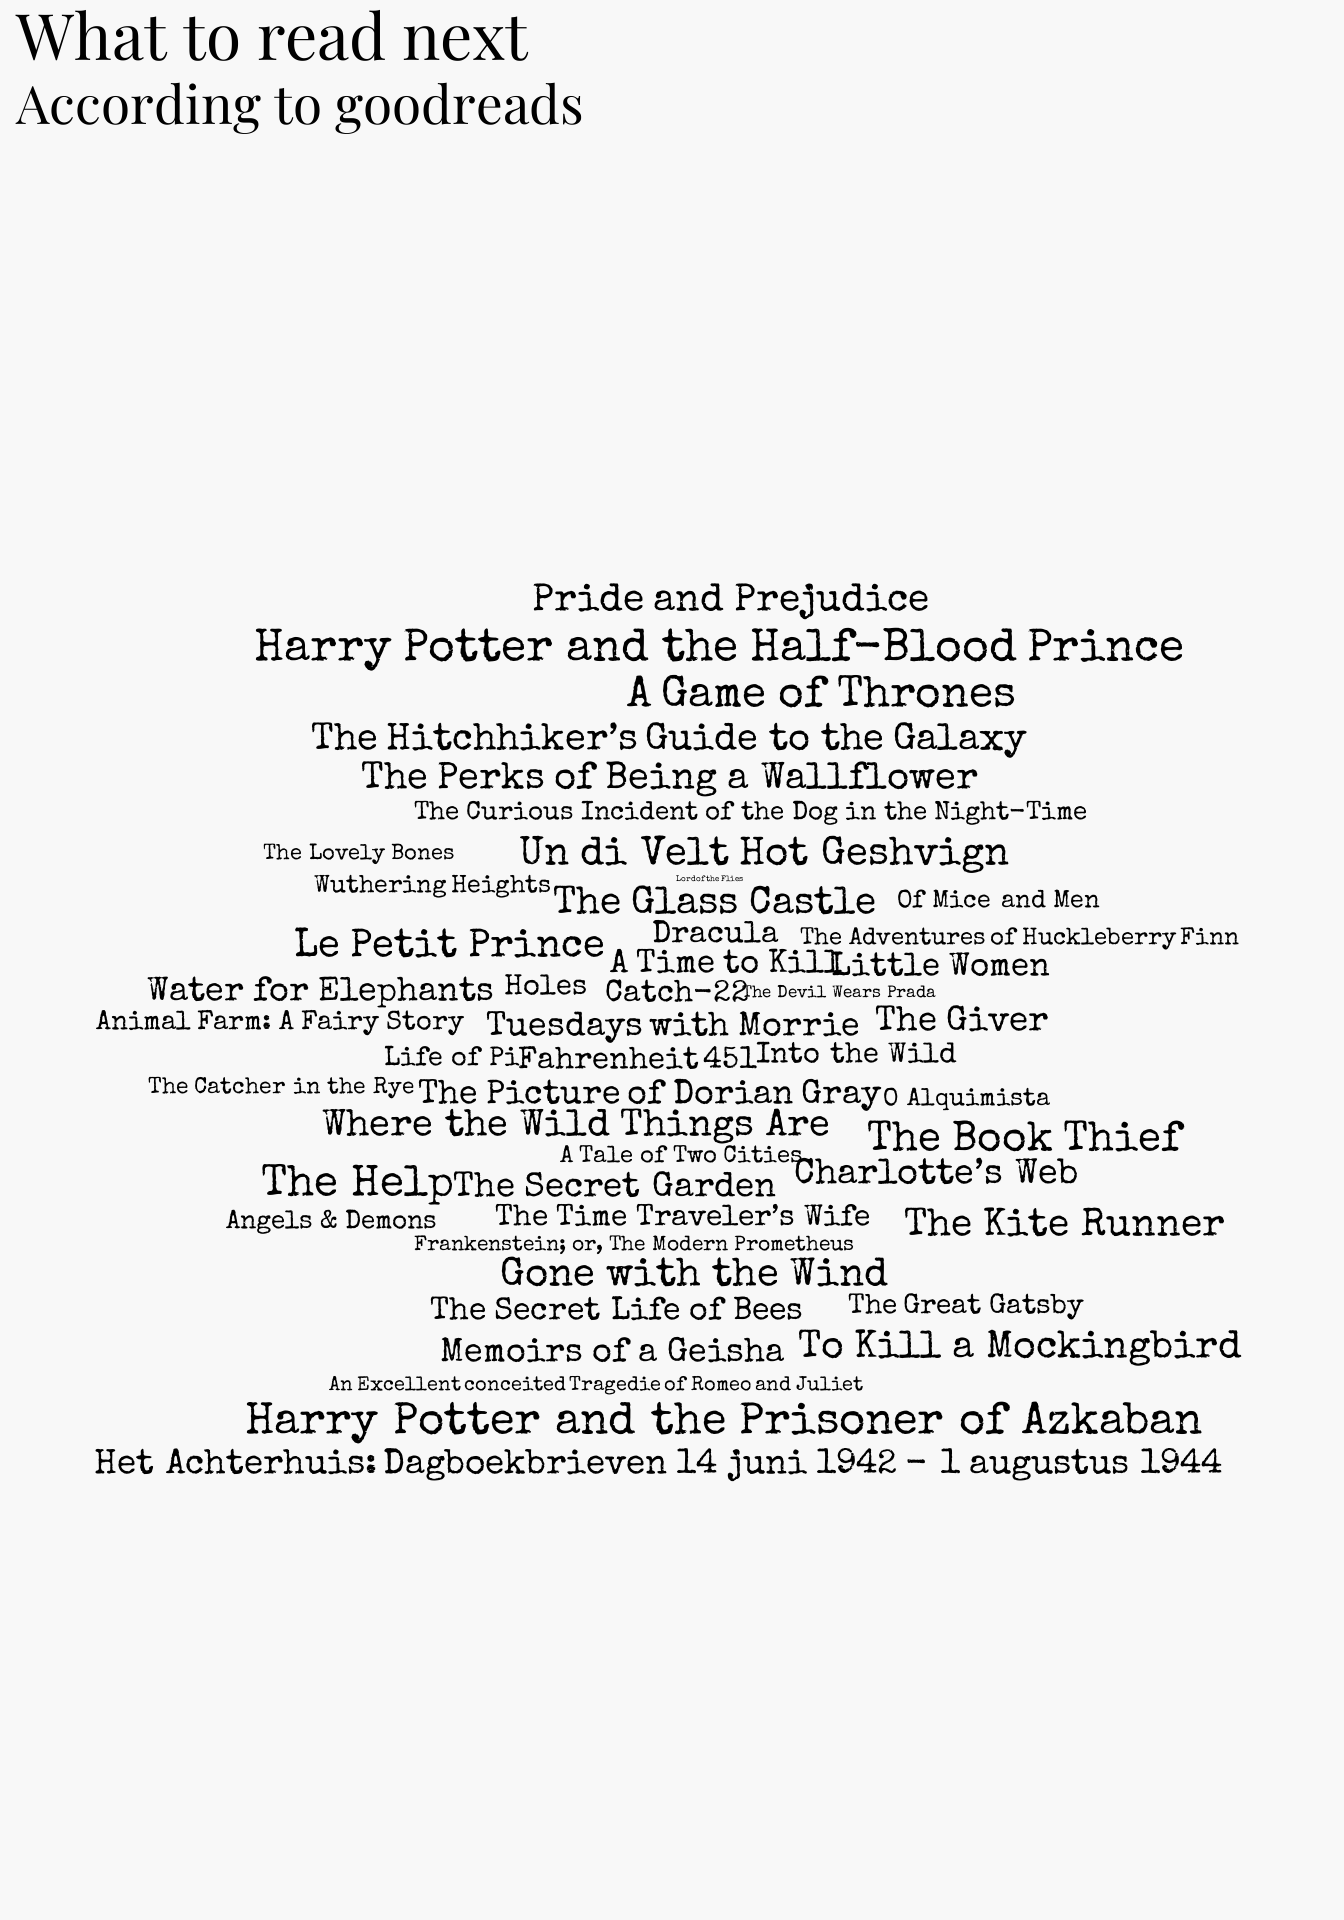 What to read next
According to goodreads
Pride and Prejudice
Harry Potter and the Half-Blood Prince
A Game of Thrones
The Hitchhiker's Guide to the Galaxy
The Perks of Being a Wallflower
The Curious Incident of the Dog in the Night-Time
The Lovely Bones
Un di Velt Hot Geshvign
Wuthering Heights
Lord of the Flies
The Glass Castle
Of Mice and Men
Le Petit Prince
Dracula
The Adventures of Huckleberry Finn
A Time to Kill
Little Women
Water for Elephants
Holes
Catch-22
The Devil Wears Prada
Animal Farm: A Fairy Story
Tuesdays with Morrie
The Giver
Life of Pi
Fahrenheit 451
Into the Wild
The Catcher in the Rye
The Picture of Dorian Gray
O Alquimista
Where the Wild Things Are
The Book Thief
A Tale of Two Cities
Charlotte's Web
The Help
The Secret Garden
Angels & Demons
The Time Traveler's Wife
The Kite Runner
Frankenstein; or, The Modern Prometheus
Gone with the Wind
The Secret Life of Bees
The Great Gatsby
Memoirs of a Geisha
To Kill a Mockingbird
An Excellent conceited Tragedie of Romeo and Juliet
Harry Potter and the Prisoner of Azkaban
Het Achterhuis: Dagboekbrieven 14 juni 1942 - 1 augustus 1944